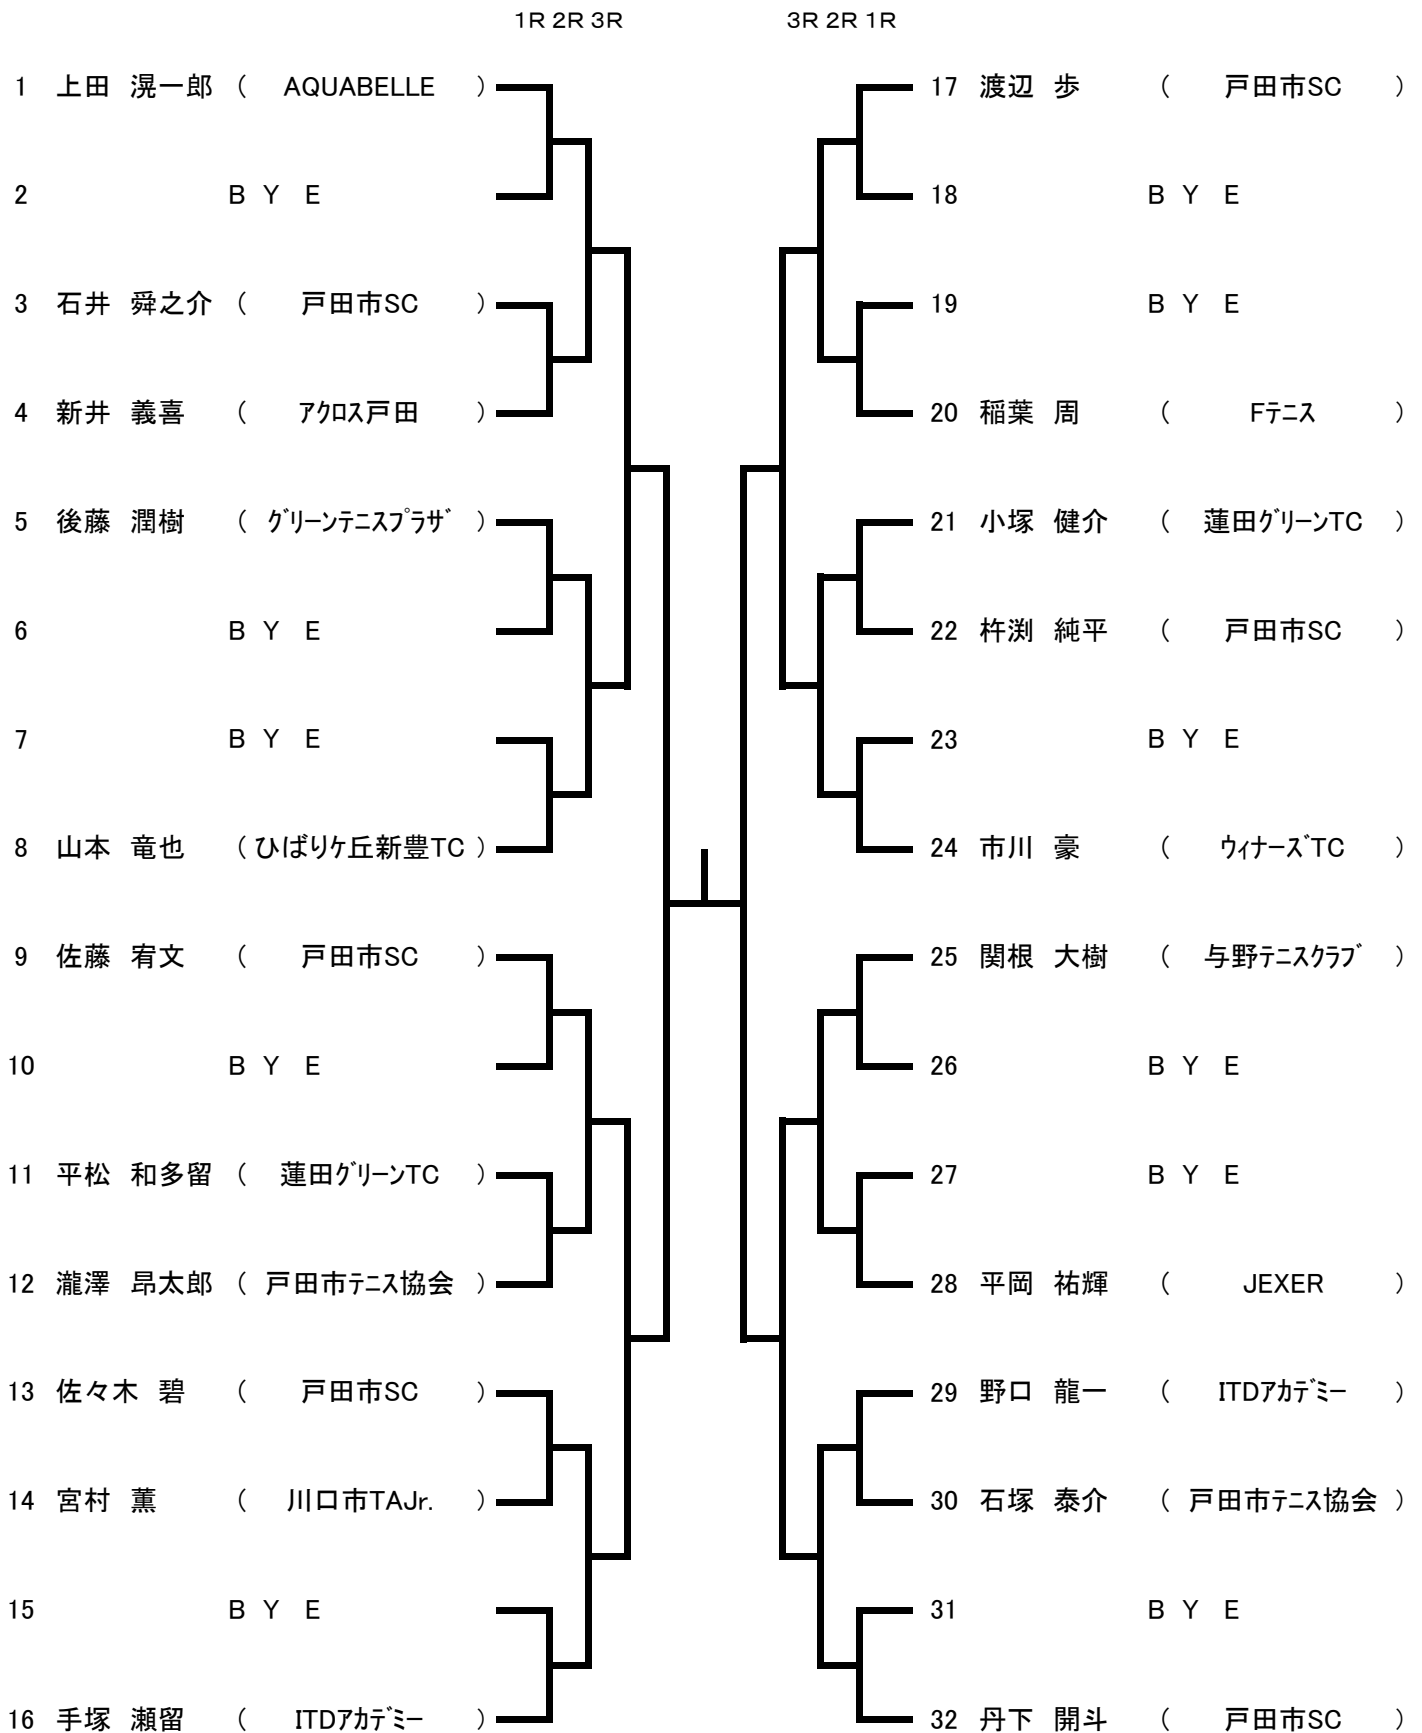 1R 2R 3R 3R 2R 1R
1 上田 滉一郎 ( AQUABELLE ) 17 渡辺 歩 ( 戸田市SC )
2 B Y E 18 B Y E
3 石井 舜之介 ( 戸田市SC ) 19 B Y E
4 新井 義喜 ( ｱｸﾛｽ戸田 ) 20 稲葉 周 ( Fﾃﾆｽ )
5 後藤 潤樹 ( ｸﾞﾘｰﾝﾃﾆｽﾌﾟﾗｻﾞ ) 21 小塚 健介 ( 蓮田ｸﾞﾘｰﾝTC )
6 B Y E 22 杵渕 純平 ( 戸田市SC )
7 B Y E 23 B Y E
8 山本 竜也 ( ひばりヶ丘新豊TC ) 24 市川 豪 ( ｳｨﾅｰｽﾞTC )
9 佐藤 宥文 ( 戸田市SC ) 25 関根 大樹 ( 与野ﾃﾆｽｸﾗﾌﾞ )
10 B Y E 26 B Y E
11 平松 和多留 ( 蓮田ｸﾞﾘｰﾝTC ) 27 B Y E
12 瀧澤 昂太郎 ( 戸田市ﾃﾆｽ協会 ) 28 平岡 祐輝 ( JEXER )
13 佐々木 碧 ( 戸田市SC ) 29 野口 龍一 ( ITDｱｶﾃﾞﾐｰ )
14 宮村 薫 ( 川口市TAJr. ) 30 石塚 泰介 ( 戸田市ﾃﾆｽ協会 )
15 B Y E 31 B Y E
16 手塚 瀬留 ( ITDｱｶﾃﾞﾐｰ ) 32 丹下 開斗 ( 戸田市SC )